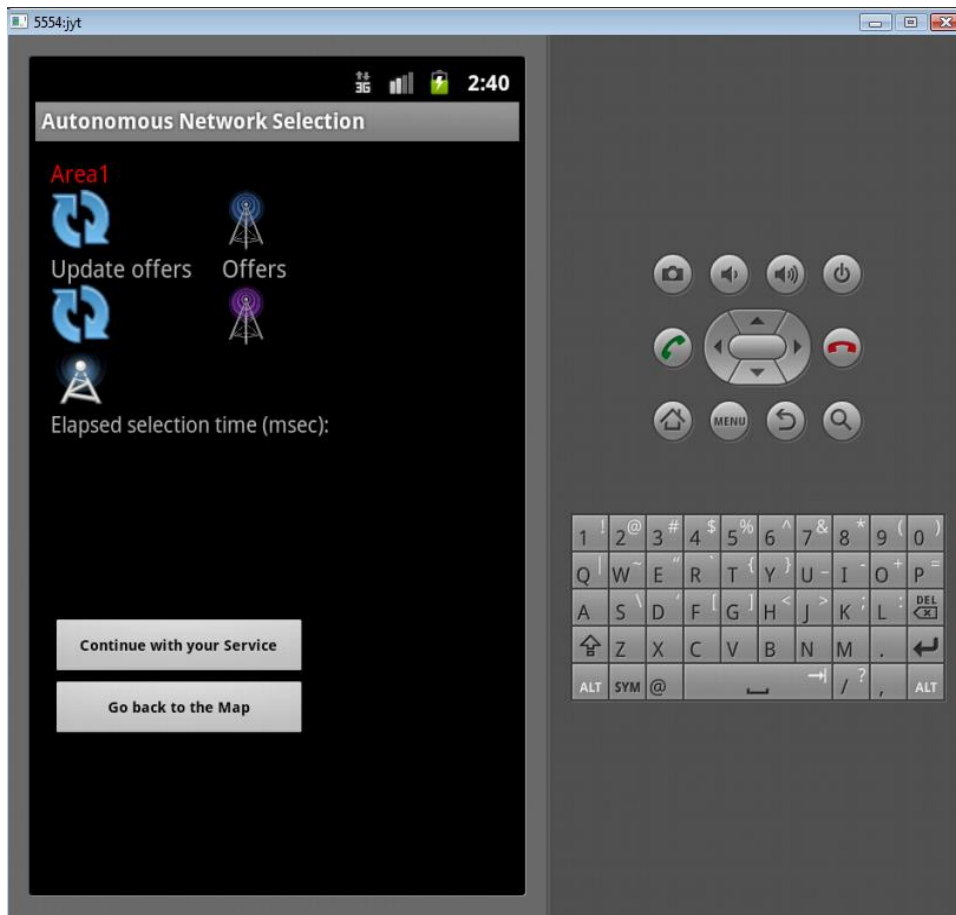 5554:jyt
3G 2:40
Autonomous Network Selection
Area1
Update offers Offers
Elapsed selection time (msec):
Continue with your Service
Go back to the Map
MENU
1 ! 2 @ 3 # 4 $ 5 % 6 ^ 7 & 8 * 9 ( 0 )
Q | W ~ E " R ` T { Y } U _ I - O + P =
A S \ D ' F [ G ] H < J > K ; L : DEL
Z X C V B N M .
ALT SYM @ / ? , ALT